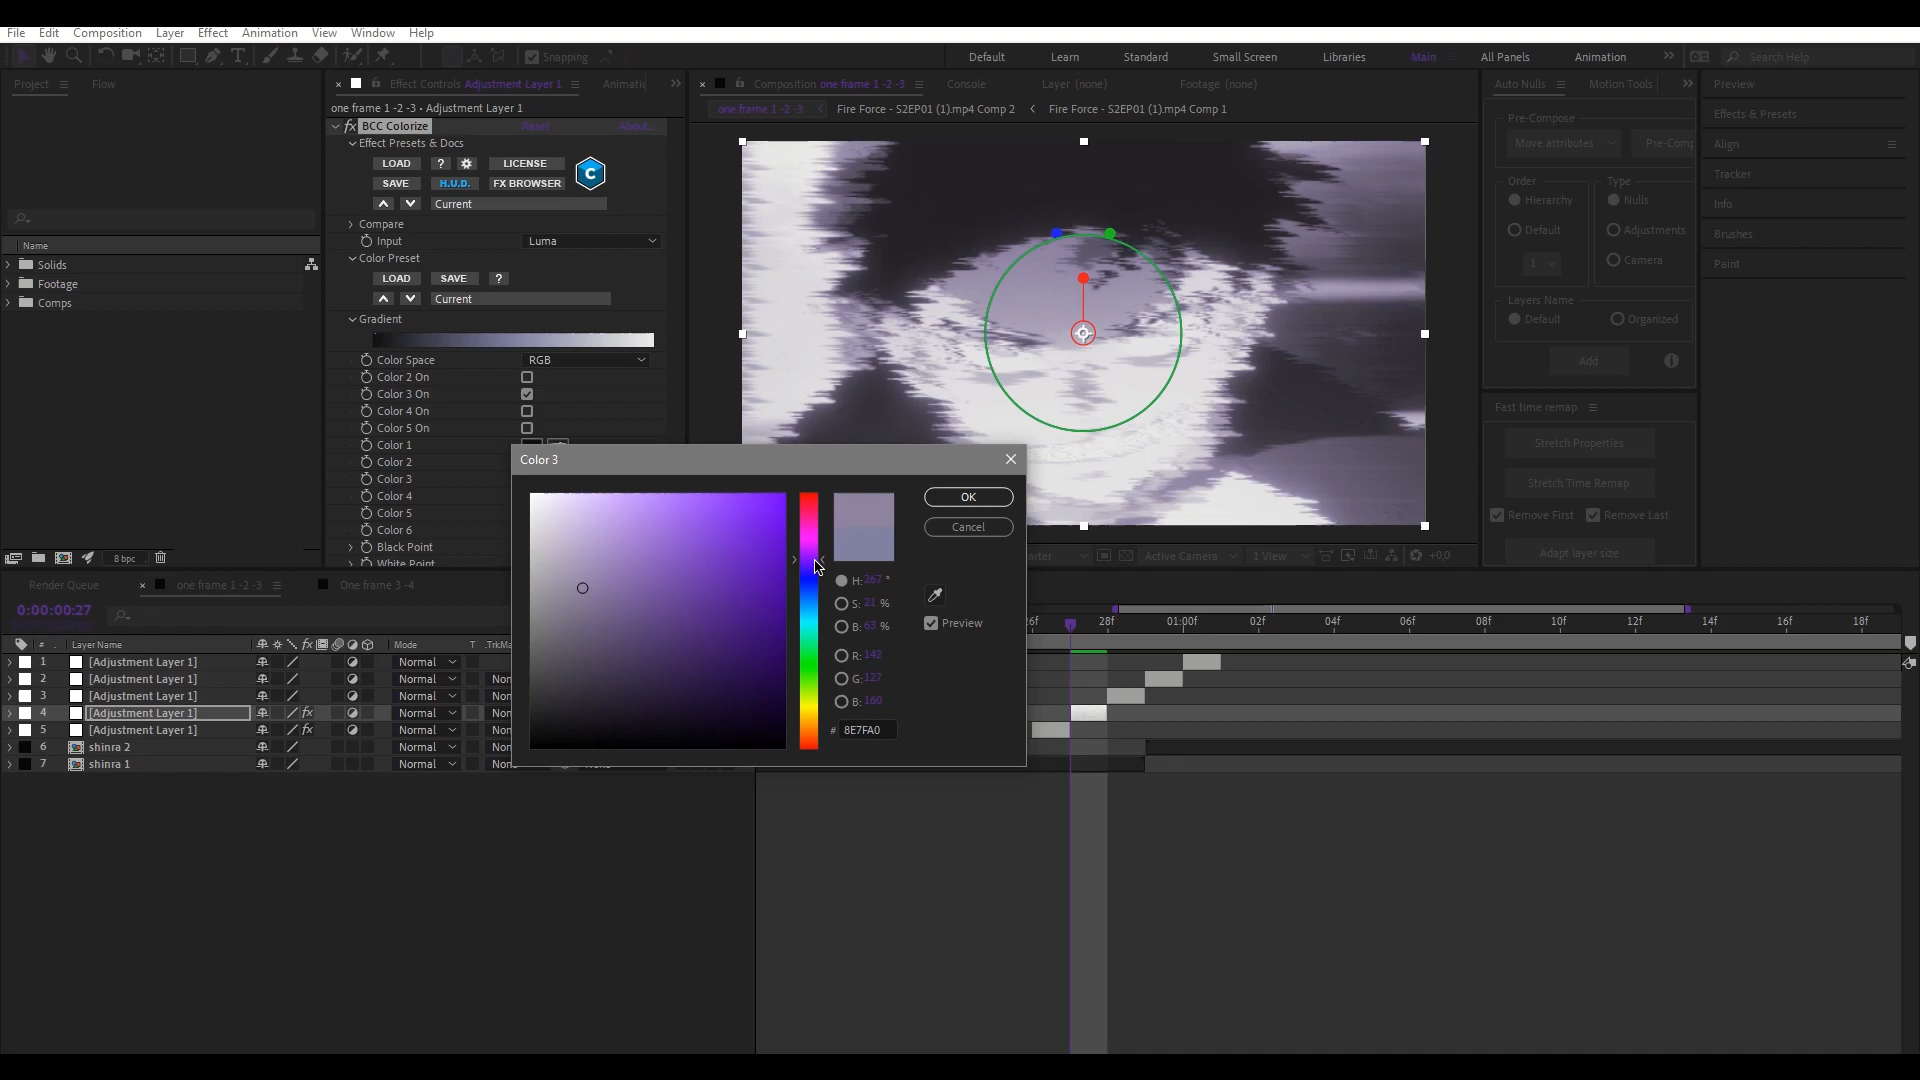 File Edit Composition Layer Effect Animation View Window Help
Snapping
Default Learn Standard Small Screen Libraries Main All Panels Animation Search Help
Project Flow
Effect Controls Adjustment Layer 1
one frame 1 -2 -3 • Adjustment Layer 1
fx BCC Colorize Reset About...
Effect Presets & Docs
LOAD ? LICENSE
SAVE H.U.D. FX BROWSER
C
Current
Compare
Input Luma
Color Preset
LOAD SAVE ?
Current
Gradient
Color Space RGB
Color 2 On
Color 3 On
Color 4 On
Color 5 On
Color 1
Color 2
Color 3
Color 4
Color 5
Color 6
Black Point
White Point
Name
Solids
Footage
Comps
8 bpc
Composition one frame 1 -2 -3 Console Layer (none) Footage (none)
one frame 1 -2 -3 Fire Force - S2EP01 (1).mp4 Comp 2 Fire Force - S2EP01 (1).mp4 Comp 1
Active Camera 1 View +0,0
Auto Nulls Motion Tools
Pre-Compose
Move attributes Pre-Comp
Order Type
Hierarchy Nulls
Default Adjustments
1 Camera
Layers Name
Default Organized
Add
Fast time remap
Stretch Properties
Stretch Time Remap
Remove First Remove Last
Adapt layer size
Preview
Effects & Presets
Align
Tracker
Info
Brushes
Paint
Color 3
OK
Cancel
H: 267 °
S: 21 %
B: 63 %
Preview
R: 142
G: 127
B: 160
# 8E7FA0
Render Queue one frame 1 -2 -3 One frame 3 -4
0:00:00:27
# Layer Name fx Mode T .TrkMa
1 [Adjustment Layer 1] Normal
2 [Adjustment Layer 1] Normal
3 [Adjustment Layer 1] Normal
4 [Adjustment Layer 1] fx Normal
5 [Adjustment Layer 1] fx Normal
6 shinra 2 Normal
7 shinra 1 Normal
28f 01:00f 02f 04f 06f 08f 10f 12f 14f 16f 18f